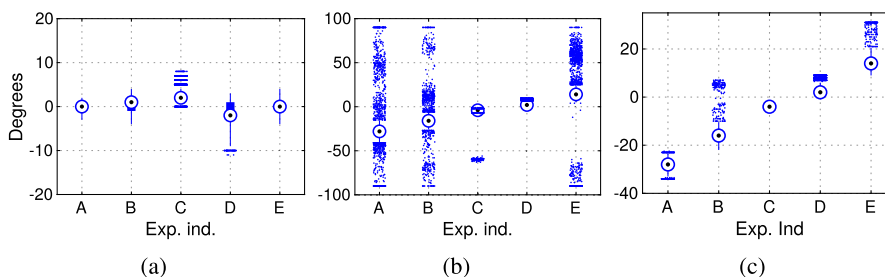 20
10
0
-10
-20
Degrees
A B C D E
Exp. ind.
(a)
100
50
0
-50
-100
A B C D E
Exp. ind.
(b)
20
0
-20
-40
A B C D E
Exp. Ind
(c)